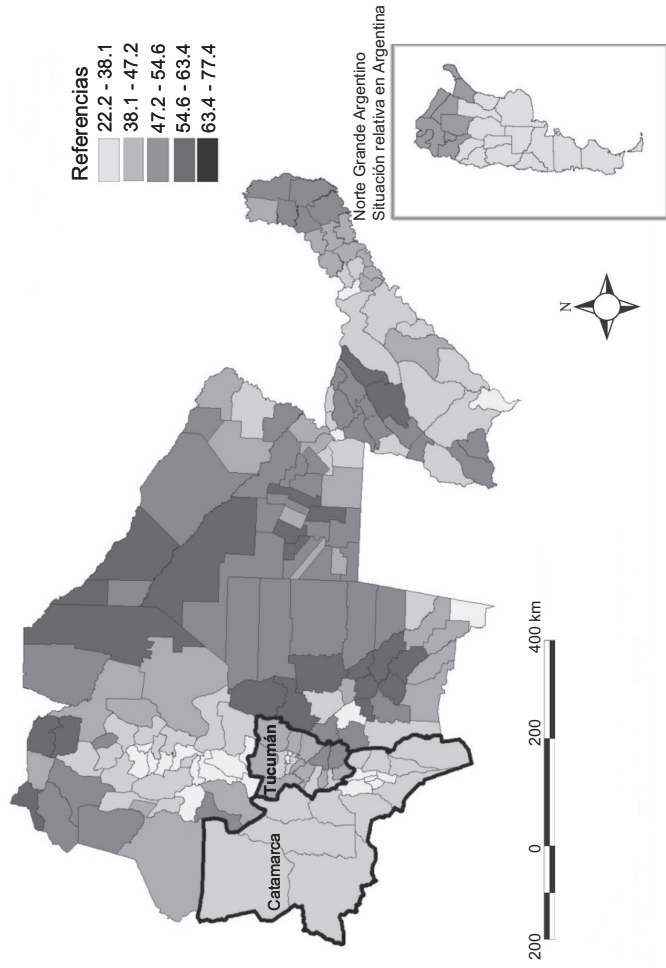 Referencias
22.2 - 38.1
38.1 - 47.2
47.2 - 54.6
54.6 - 63.4
63.4 - 77.4
Norte Grande Argentino
Situación relativa en Argentina
N
Tucumán
Catamarca
200 0 200 400 km